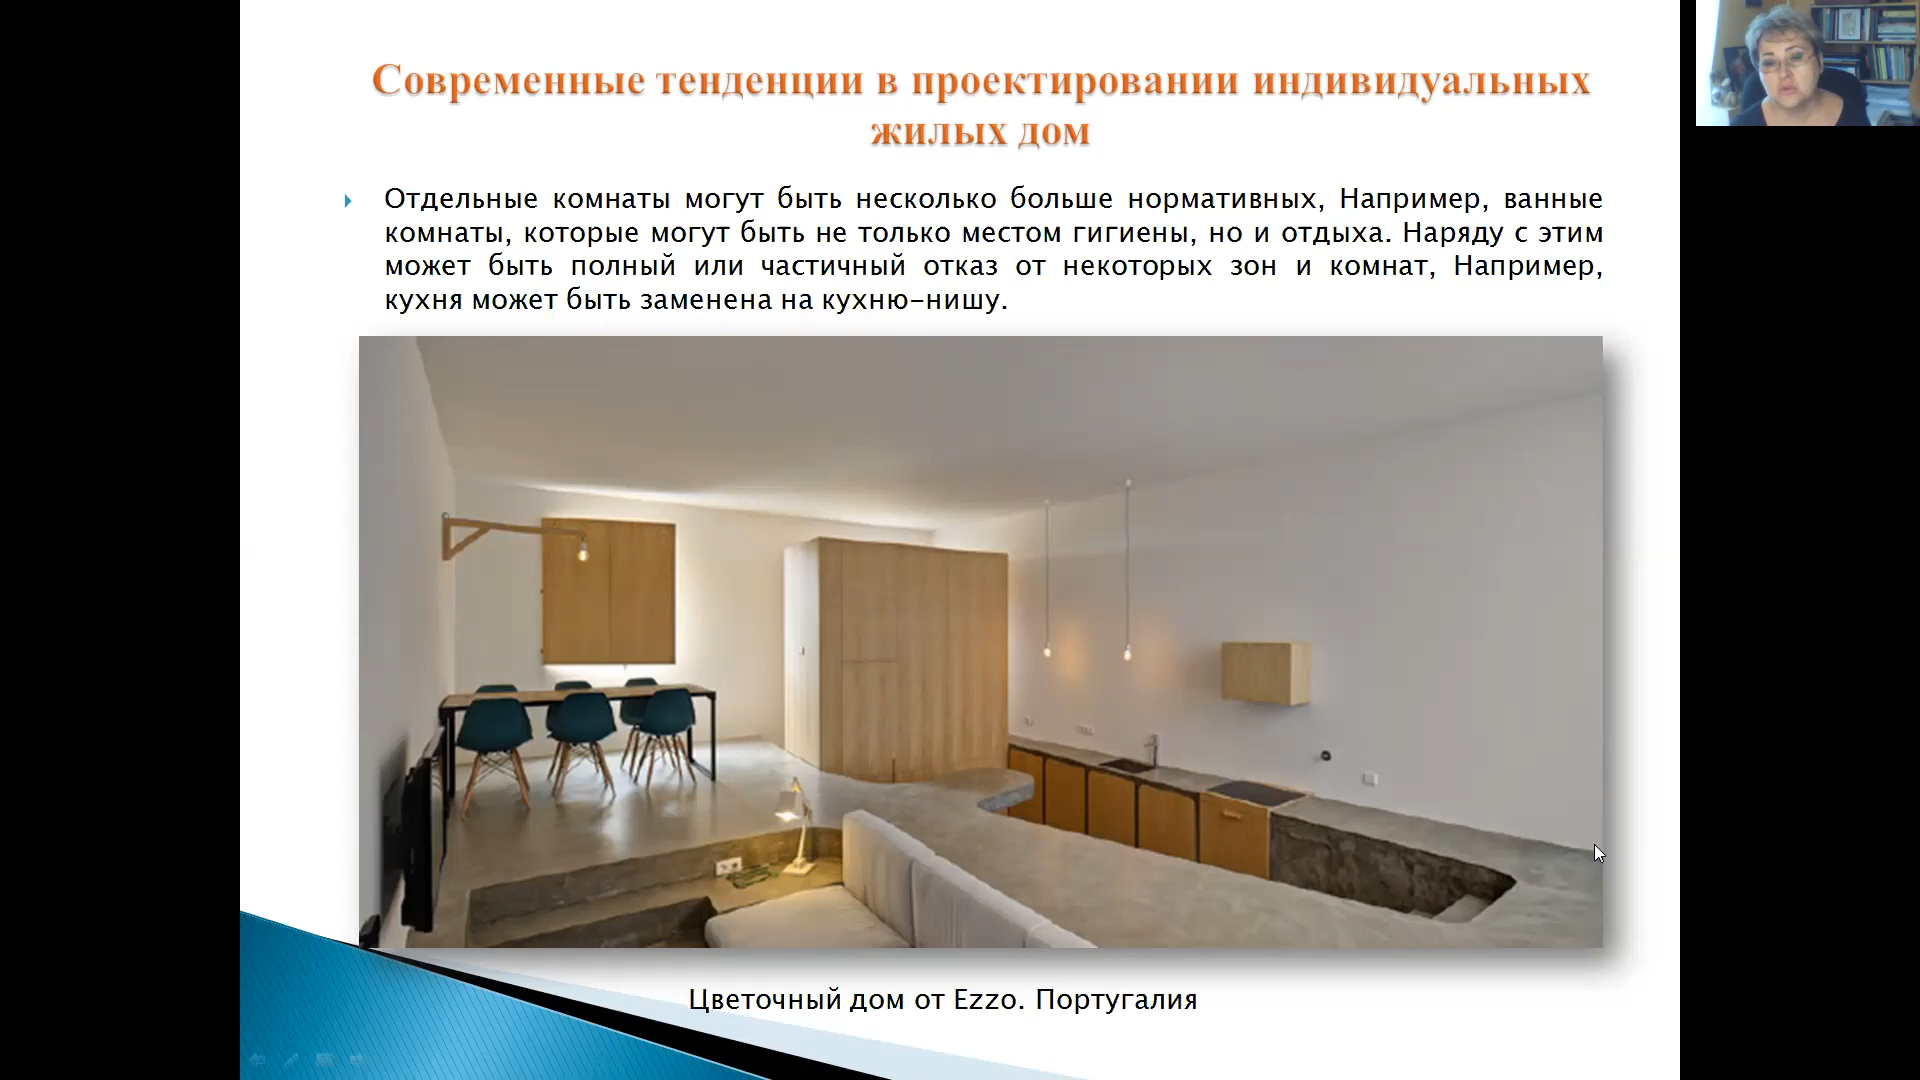 Современные тенденции в проектировании индивидуальных
жилых дом
Отдельные комнаты могут быть несколько больше нормативных, Например, ванные
комнаты, которые могут быть не только местом гигиены, но и отдыха. Наряду с этим
может быть полный или частичный отказ от некоторых зон и комнат, Например,
кухня может быть заменена на кухню-нишу.
Цветочный дом от Ezzo. Португалия